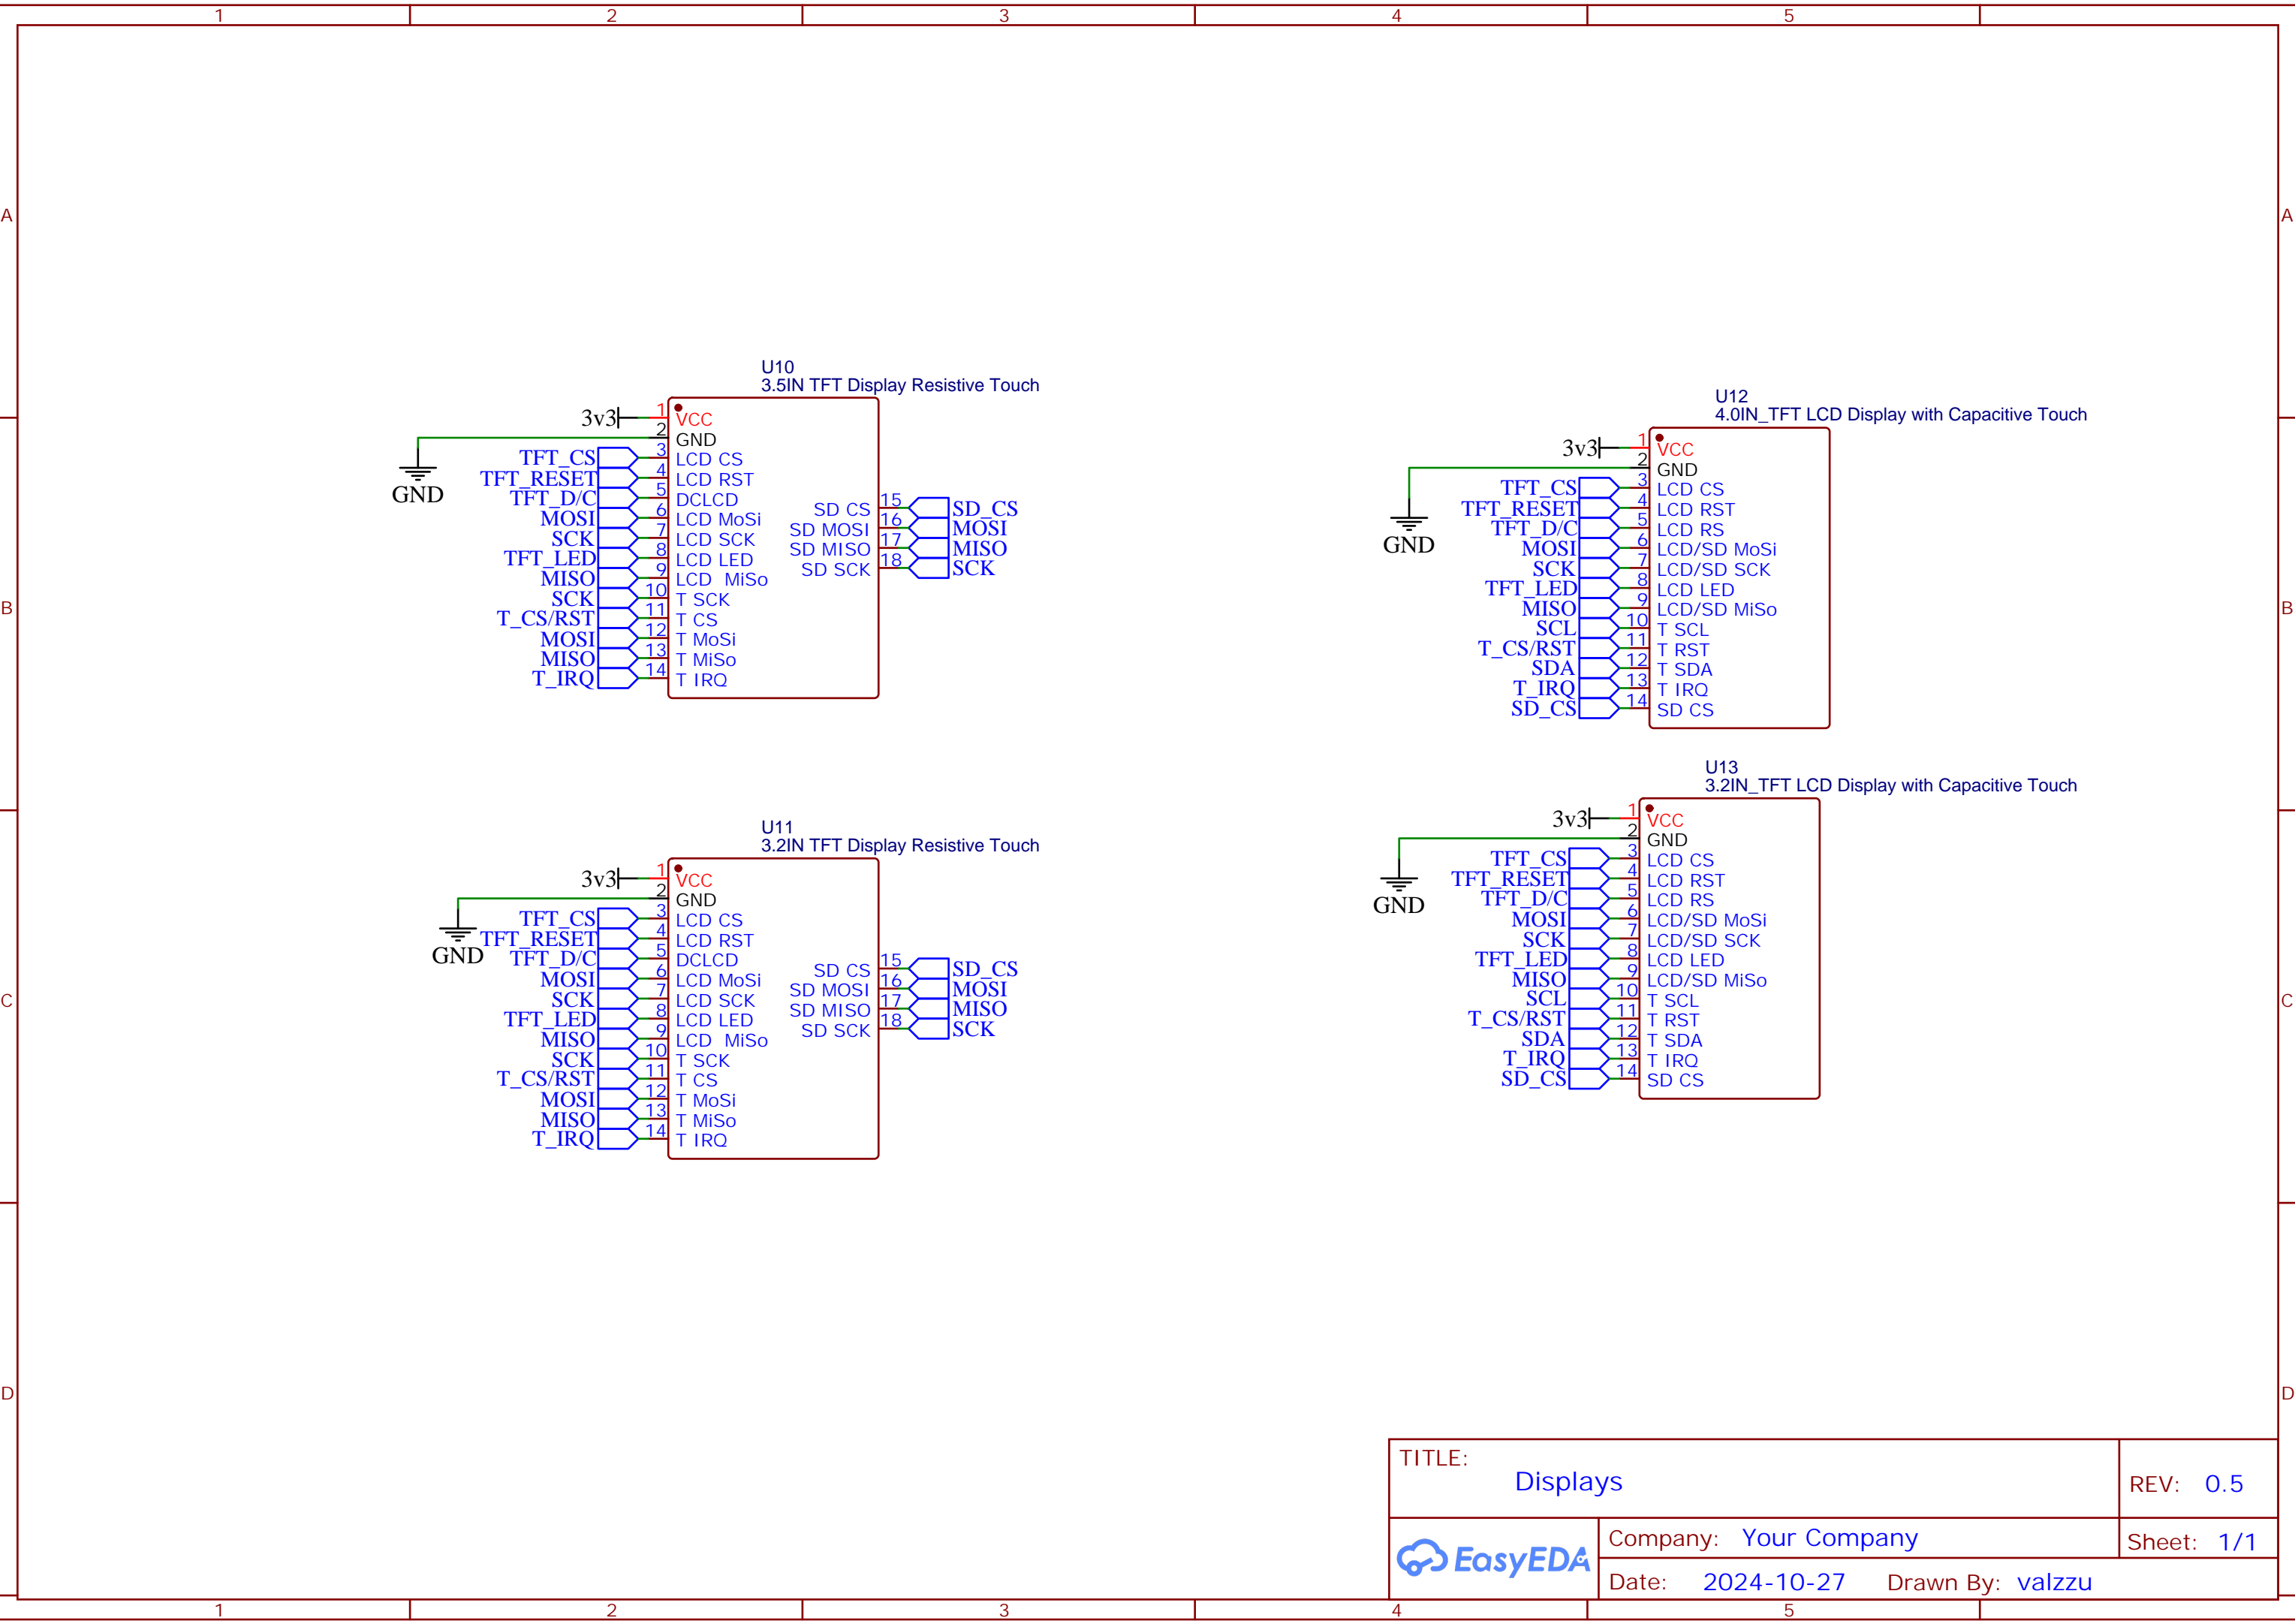 1 2 3 4 5
A A
B B
C C
D D
U10
3.5IN TFT Display Resistive Touch
3v3 1 VCC
GND 2 GND
TFT_CS 3 LCD CS
TFT_RESET 4 LCD RST
TFT_D/C 5 DCLCD
MOSI 6 LCD MoSi
SCK 7 LCD SCK
TFT_LED 8 LCD LED
MISO 9 LCD  MiSo
SCK 10 T SCK
T_CS/RST 11 T CS
MOSI 12 T MoSi
MISO 13 T MiSo
T_IRQ 14 T IRQ
SD CS 15 SD_CS
SD MOSI 16 MOSI
SD MISO 17 MISO
SD SCK 18 SCK
U12
4.0IN_TFT LCD Display with Capacitive Touch
3v3 1 VCC
GND 2 GND
TFT_CS 3 LCD CS
TFT_RESET 4 LCD RST
TFT_D/C 5 LCD RS
MOSI 6 LCD/SD MoSi
SCK 7 LCD/SD SCK
TFT_LED 8 LCD LED
MISO 9 LCD/SD MiSo
SCL 10 T SCL
T_CS/RST 11 T RST
SDA 12 T SDA
T_IRQ 13 T IRQ
SD_CS 14 SD CS
U11
3.2IN TFT Display Resistive Touch
3v3 1 VCC
GND 2 GND
TFT_CS 3 LCD CS
TFT_RESET 4 LCD RST
TFT_D/C 5 DCLCD
MOSI 6 LCD MoSi
SCK 7 LCD SCK
TFT_LED 8 LCD LED
MISO 9 LCD  MiSo
SCK 10 T SCK
T_CS/RST 11 T CS
MOSI 12 T MoSi
MISO 13 T MiSo
T_IRQ 14 T IRQ
SD CS 15 SD_CS
SD MOSI 16 MOSI
SD MISO 17 MISO
SD SCK 18 SCK
U13
3.2IN_TFT LCD Display with Capacitive Touch
3v3 1 VCC
GND 2 GND
TFT_CS 3 LCD CS
TFT_RESET 4 LCD RST
TFT_D/C 5 LCD RS
MOSI 6 LCD/SD MoSi
SCK 7 LCD/SD SCK
TFT_LED 8 LCD LED
MISO 9 LCD/SD MiSo
SCL 10 T SCL
T_CS/RST 11 T RST
SDA 12 T SDA
T_IRQ 13 T IRQ
SD_CS 14 SD CS
TITLE:
Displays
REV: 0.5
EasyEDA
Company: Your Company
Sheet: 1/1
Date: 2024-10-27 Drawn By: valzzu
1 2 3 4 5